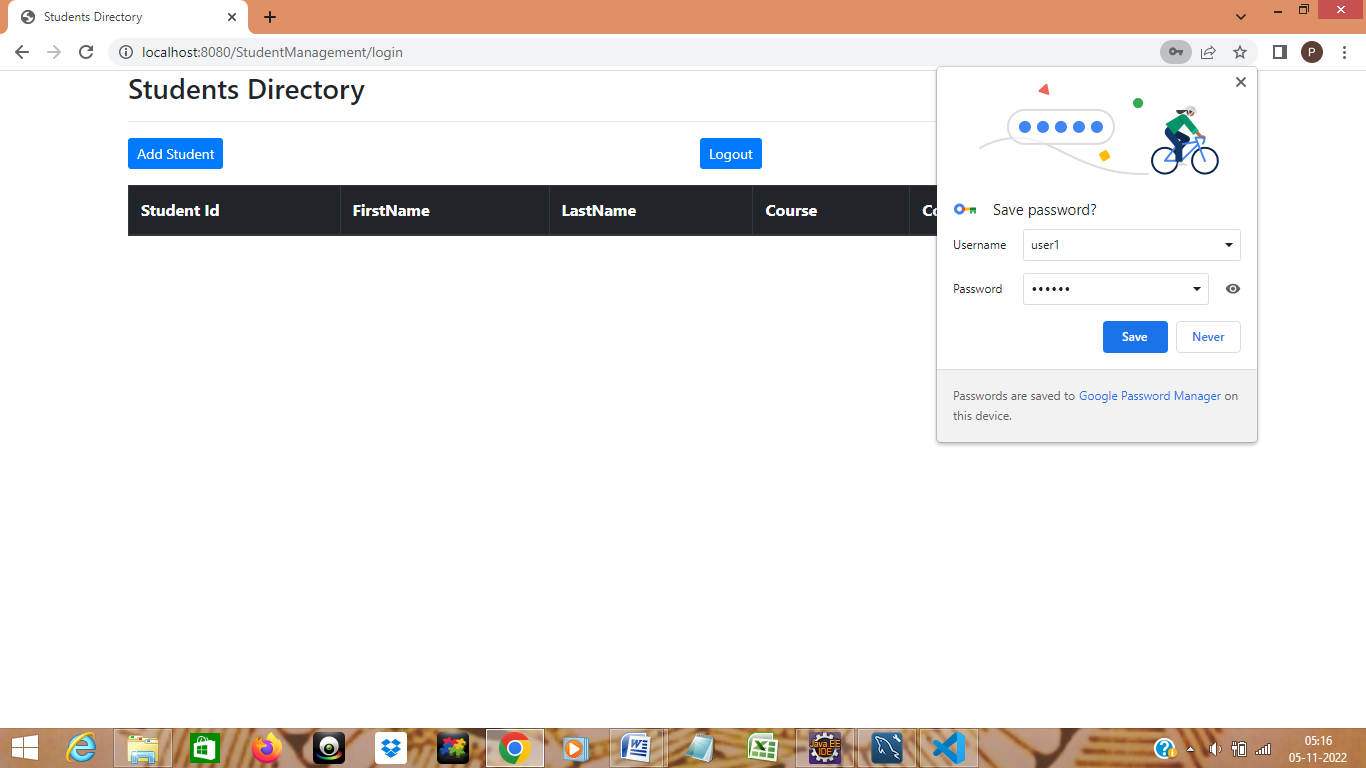 Students Directory
localhost:8080/StudentManagement/login
P
Students Directory
Add Student
Logout
Student Id
FirstName
LastName
Course
Save password?
Username
user1
Password
••••••
Save
Never
Passwords are saved to Google Password Manager on
this device.
Java EE
IDE
05:16
05-11-2022